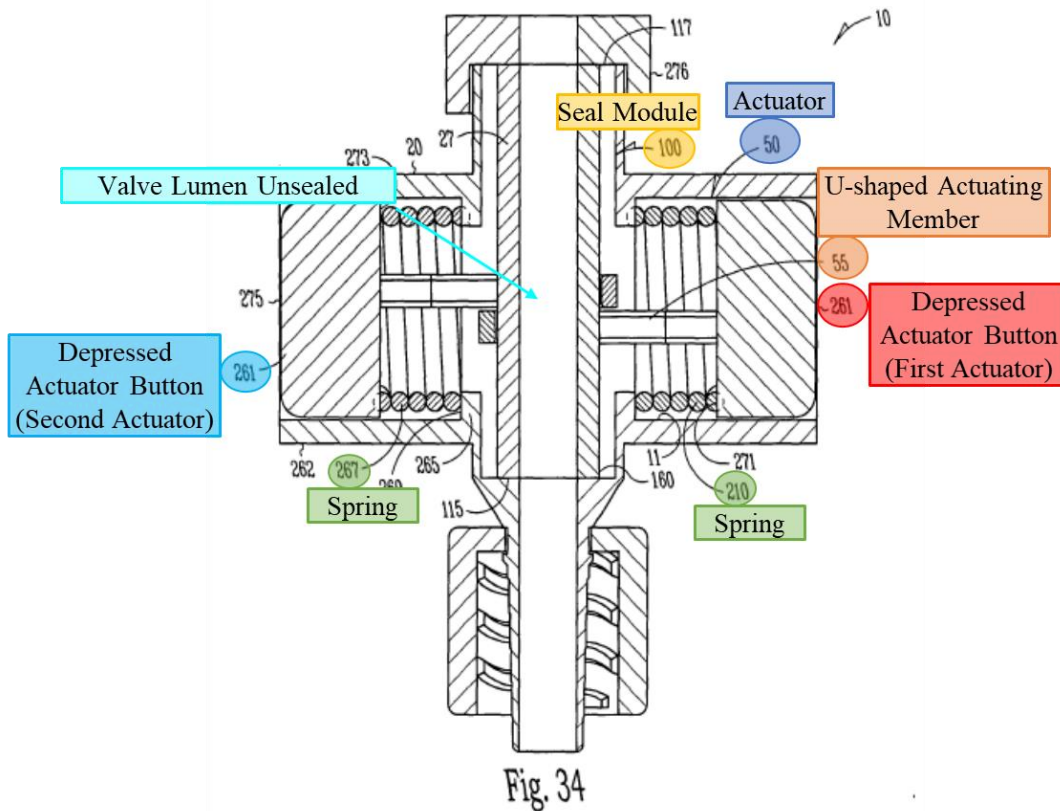 10
117
276
Seal Module
Actuator
27
100
50
20
273
Valve Lumen Unsealed
U-shaped Actuating
Member
55
275
261
Depressed
Actuator Button
(First Actuator)
Depressed
Actuator Button
(Second Actuator)
261
262
267
269
265
115
160
11
210
271
Spring
Spring
Fig. 34